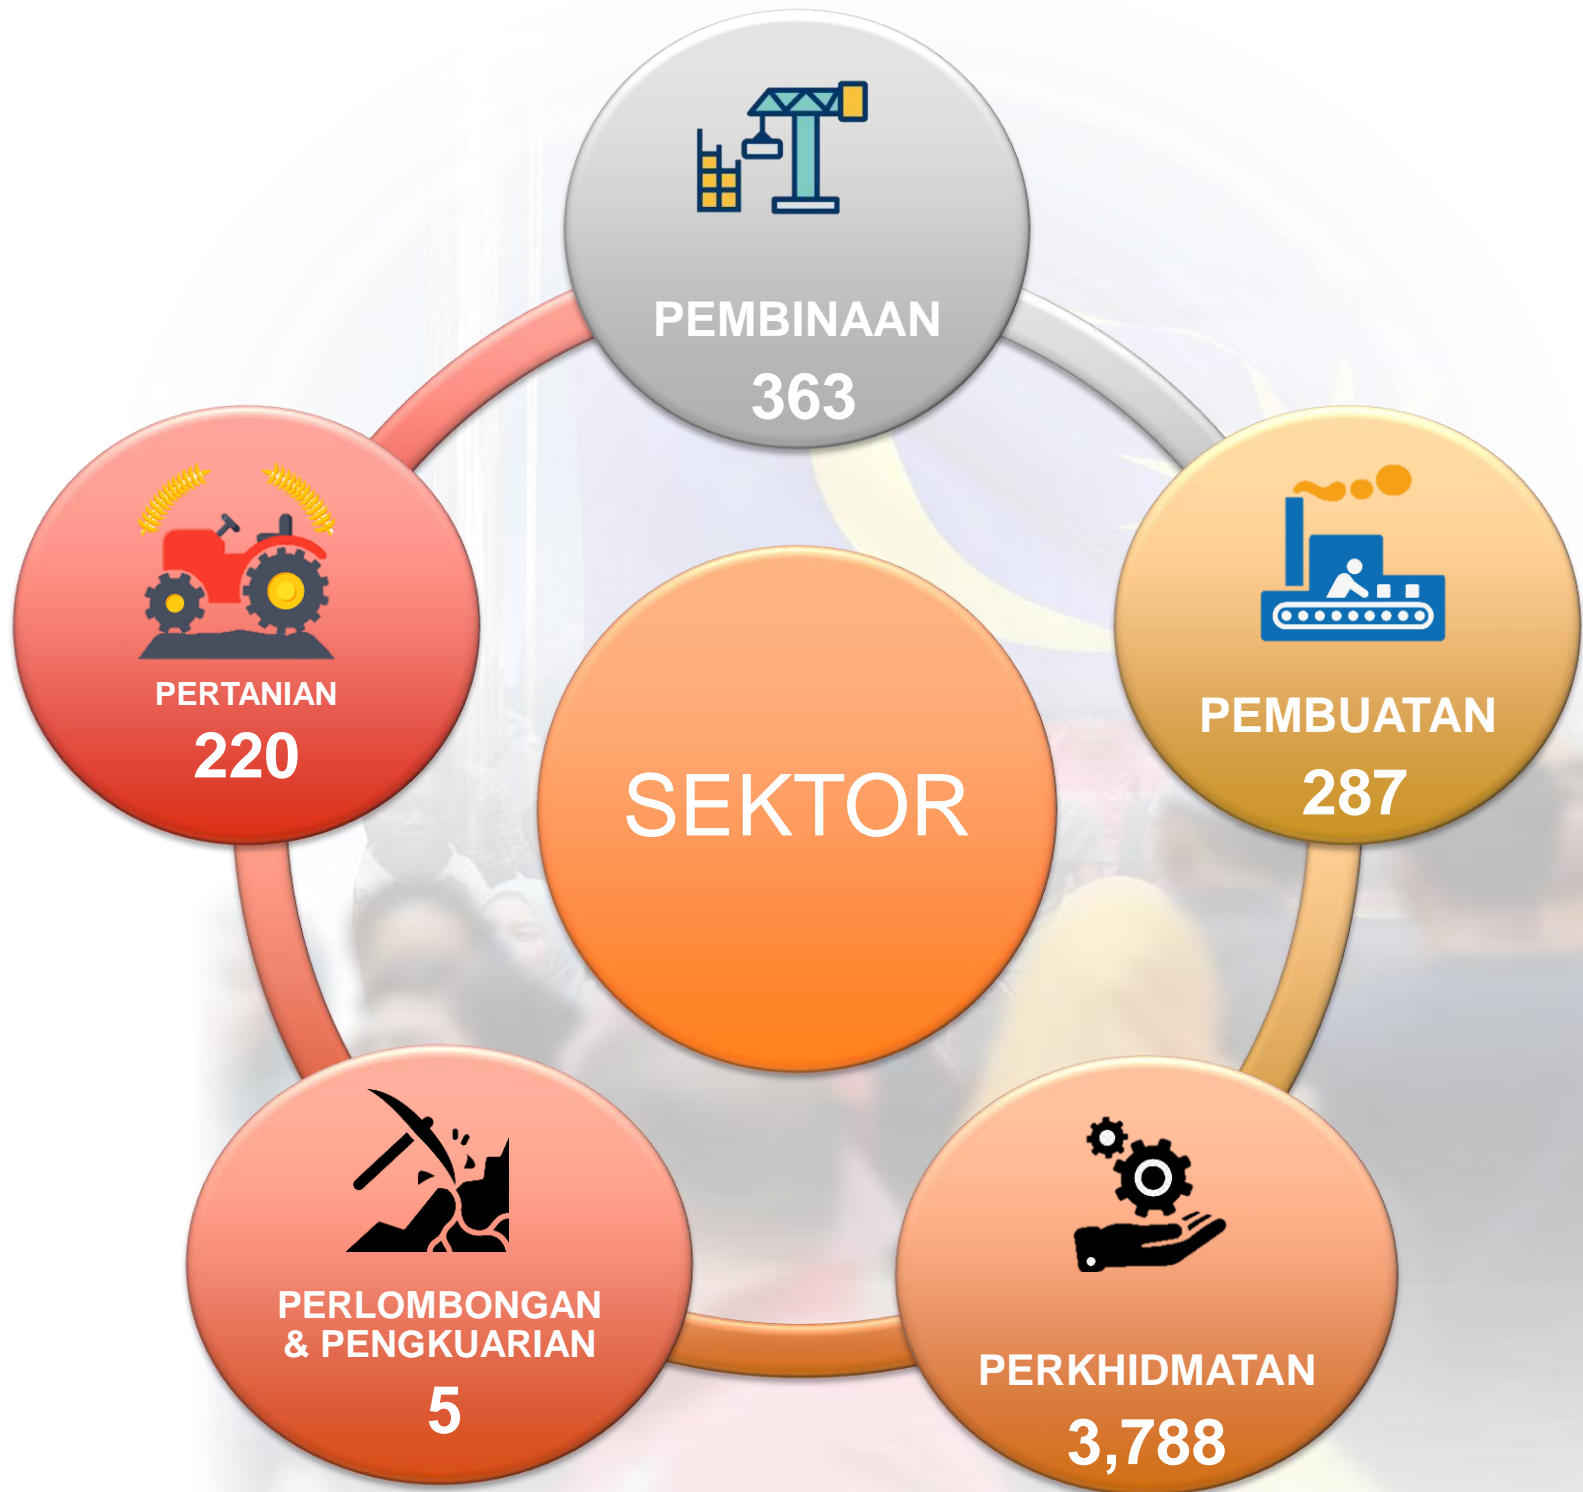 PEMBINAAN
363
PEMBUATAN
287
PERKHIDMATAN
3,788
PERLOMBONGAN
& PENGKUARIAN
5
PERTANIAN
220
SEKTOR